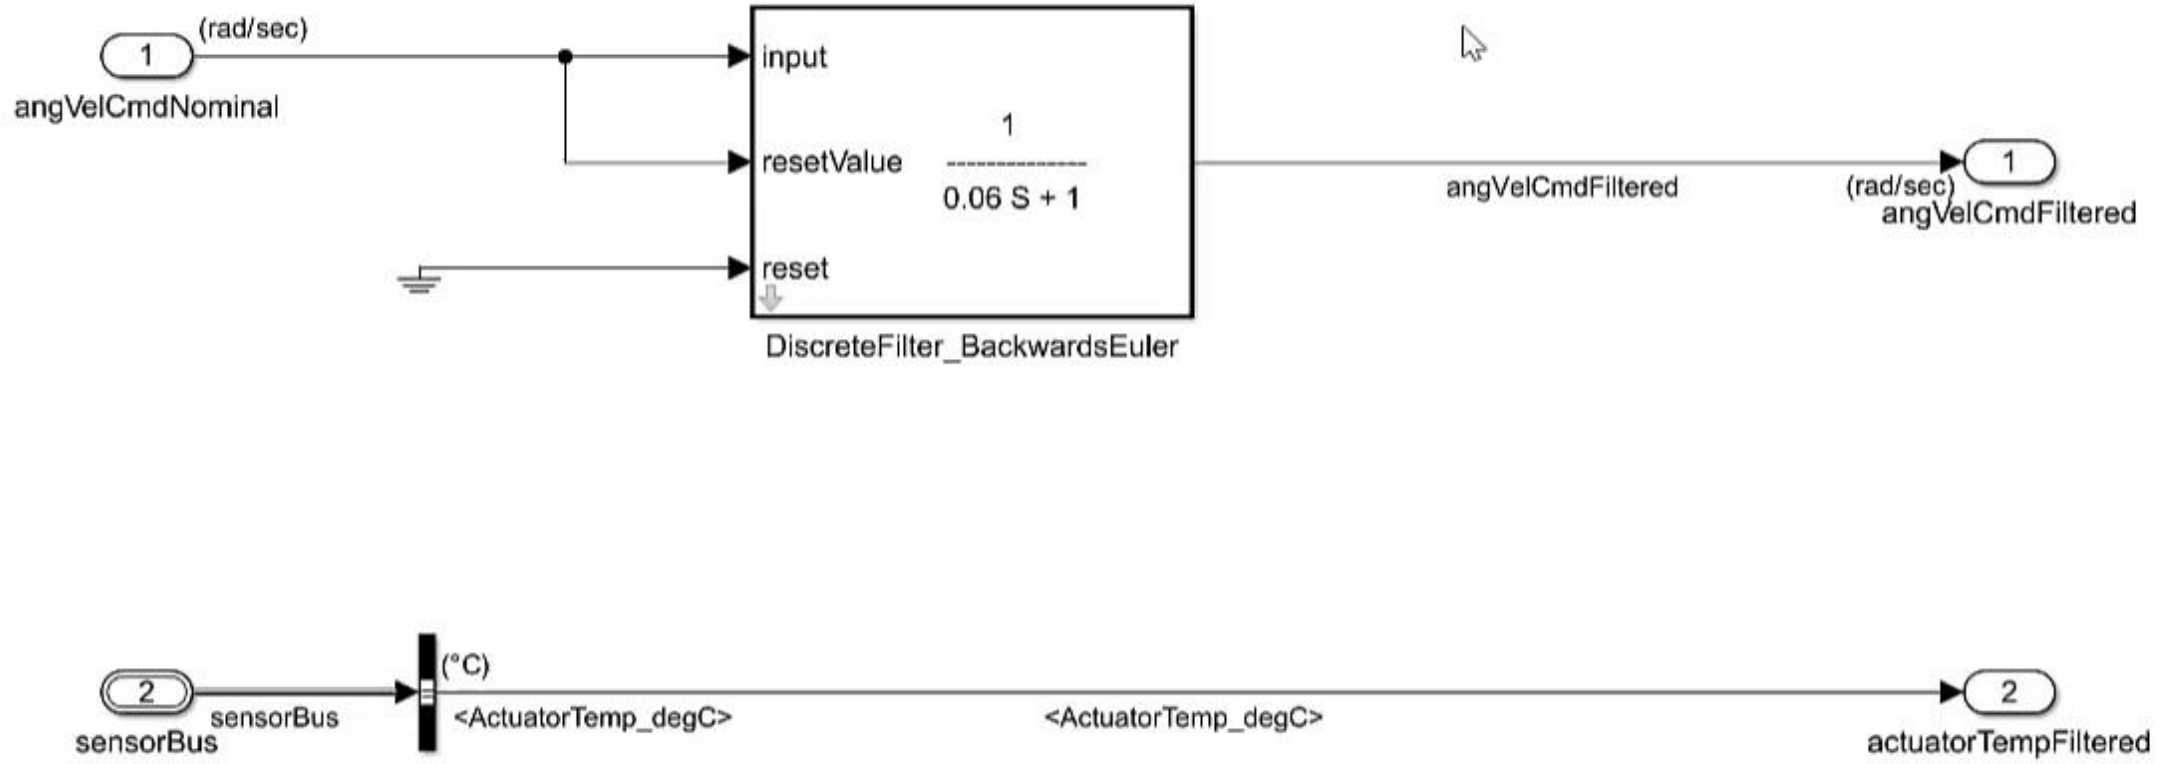 (rad/sec)
1
angVelCmdNominal
input
resetValue
reset
1
--------------
0.06 S + 1
DiscreteFilter_BackwardsEuler
angVelCmdFiltered
(rad/sec)
1
angVelCmdFiltered
2
sensorBus
sensorBus
(°C)
<ActuatorTemp_degC>
<ActuatorTemp_degC>
2
actuatorTempFiltered